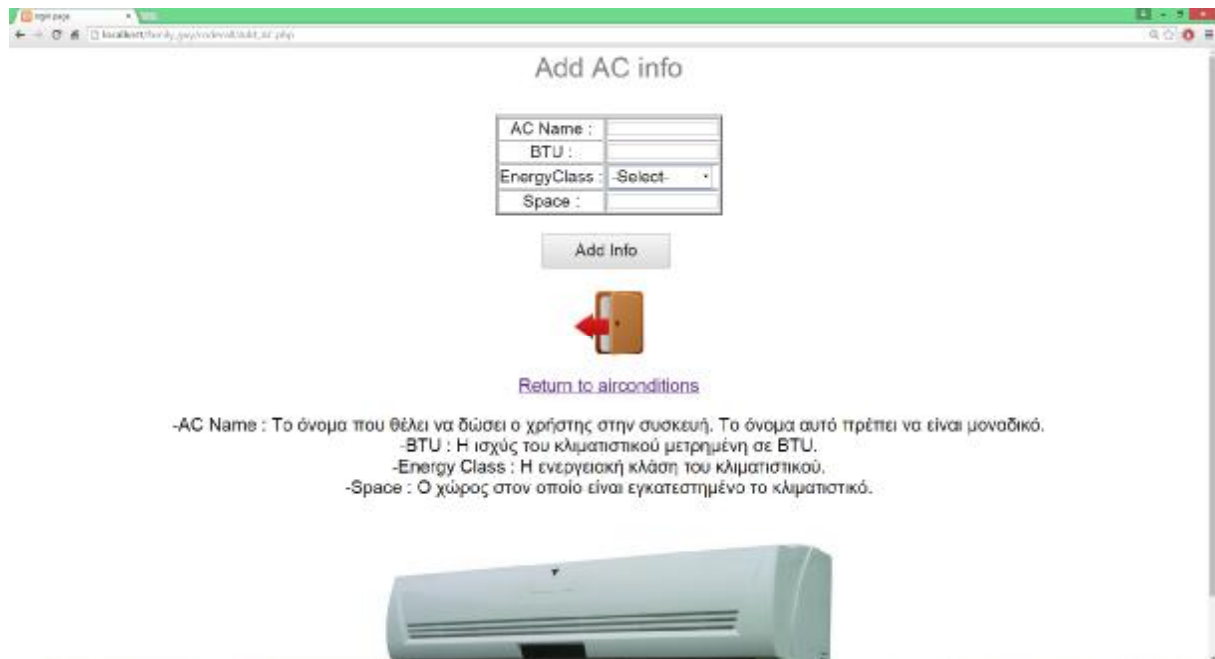 login page
Add AC info
AC Name :
BTU :
EnergyClass : -Select-
Space :
Add Info
Return to airconditions
-AC Name : Το όνομα που θέλει να δώσει ο χρήστης στην συσκευή. Το όνομα αυτό πρέπει να είναι μοναδικό.
-BTU : Η ισχύς του κλιματιστικού μετρημένη σε BTU.
-Energy Class : Η ενεργειακή κλάση του κλιματιστικού.
-Space : Ο χώρος στον οποίο είναι εγκατεστημένο το κλιματιστικό.